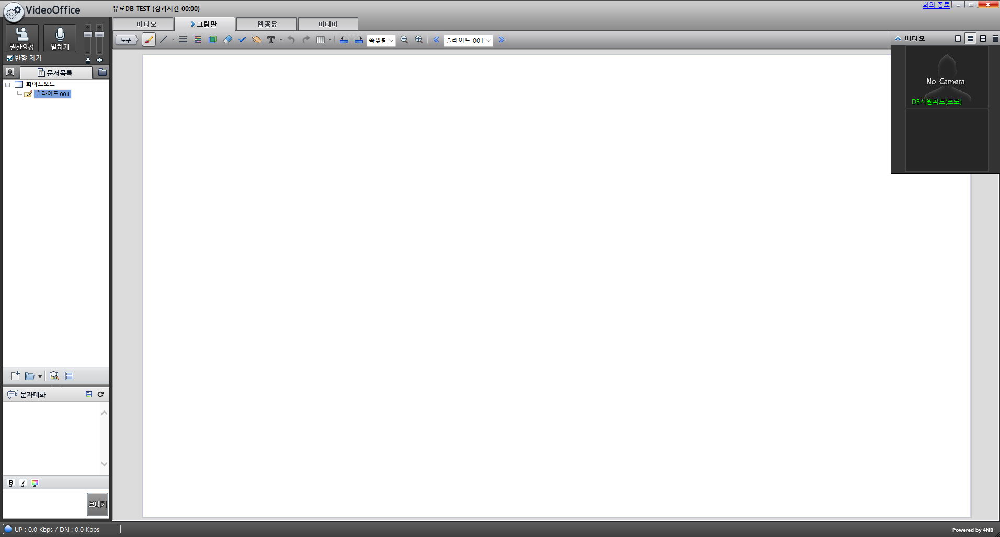 VideoOffice
유료DB TEST (경과시간 00:00)
회의 종료
비디오
그림판
웹공유
미디어
권한요청
말하기
반향 제거
도구
T
쪽맞춤
슬라이드 001
비디오
No Camera
DB지원파트(프로)
문서목록
화이트보드
슬라이드 001
문자대화
B
I
보내기
UP : 0.0 Kbps / DN : 0.0 Kbps
Powered by 4NB